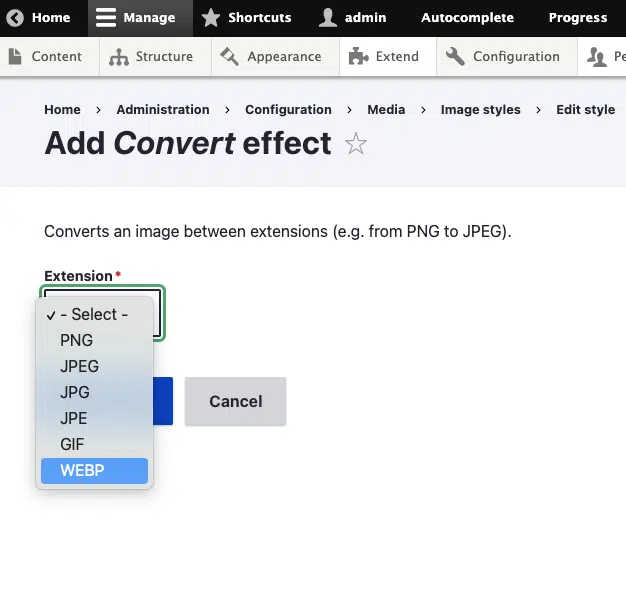 Home Manage Shortcuts admin Autocomplete Progress
Content Structure Appearance Extend Configuration Pe
Home › Administration › Configuration › Media › Image styles › Edit style
Add Convert effect
Converts an image between extensions (e.g. from PNG to JPEG).
Extension*
✓ - Select -
PNG
JPEG
JPG
JPE
GIF
WEBP
Cancel